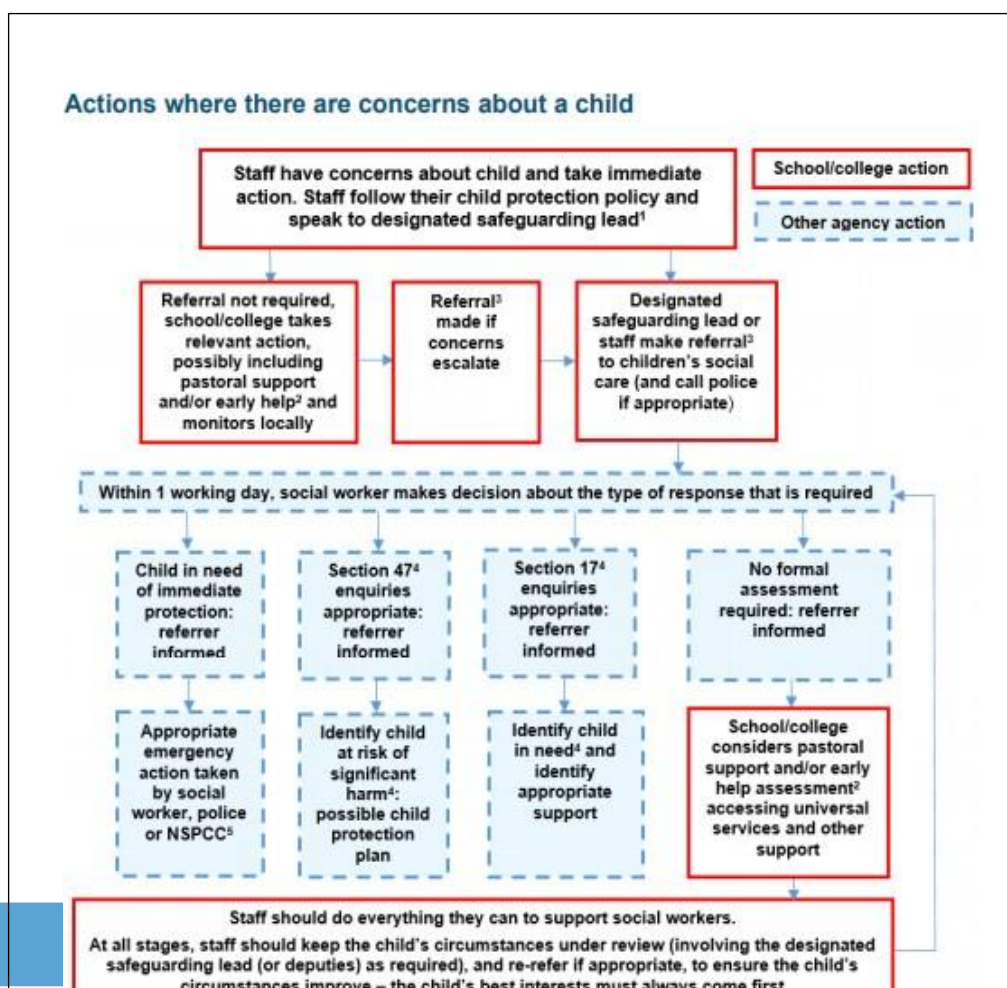 Actions where there are concerns about a child
Staff have concerns about child and take immediate
action. Staff follow their child protection policy and
speak to designated safeguarding lead¹
School/college action
Other agency action
Referral not required,
school/college takes
relevant action,
possibly including
pastoral support
and/or early help² and
monitors locally
Referral³
made if
concerns
escalate
Designated
safeguarding lead or
staff make referral³
to children's social
care (and call police
if appropriate)
Within 1 working day, social worker makes decision about the type of response that is required
Child in need
of immediate
protection:
referrer
informed
Section 47⁴
enquiries
appropriate:
referrer
informed
Section 17⁴
enquiries
appropriate:
referrer
informed
No formal
assessment
required: referrer
informed
Appropriate
emergency
action taken
by social
worker, police
or NSPCC⁵
Identify child
at risk of
significant
harm⁴:
possible child
protection
plan
Identify child
in need⁴ and
identify
appropriate
support
School/college
considers pastoral
support and/or early
help assessment²
accessing universal
services and other
support
Staff should do everything they can to support social workers.
At all stages, staff should keep the child's circumstances under review (involving the designated
safeguarding lead (or deputies) as required), and re-refer if appropriate, to ensure the child's
circumstances improve – the child's best interests must always come first